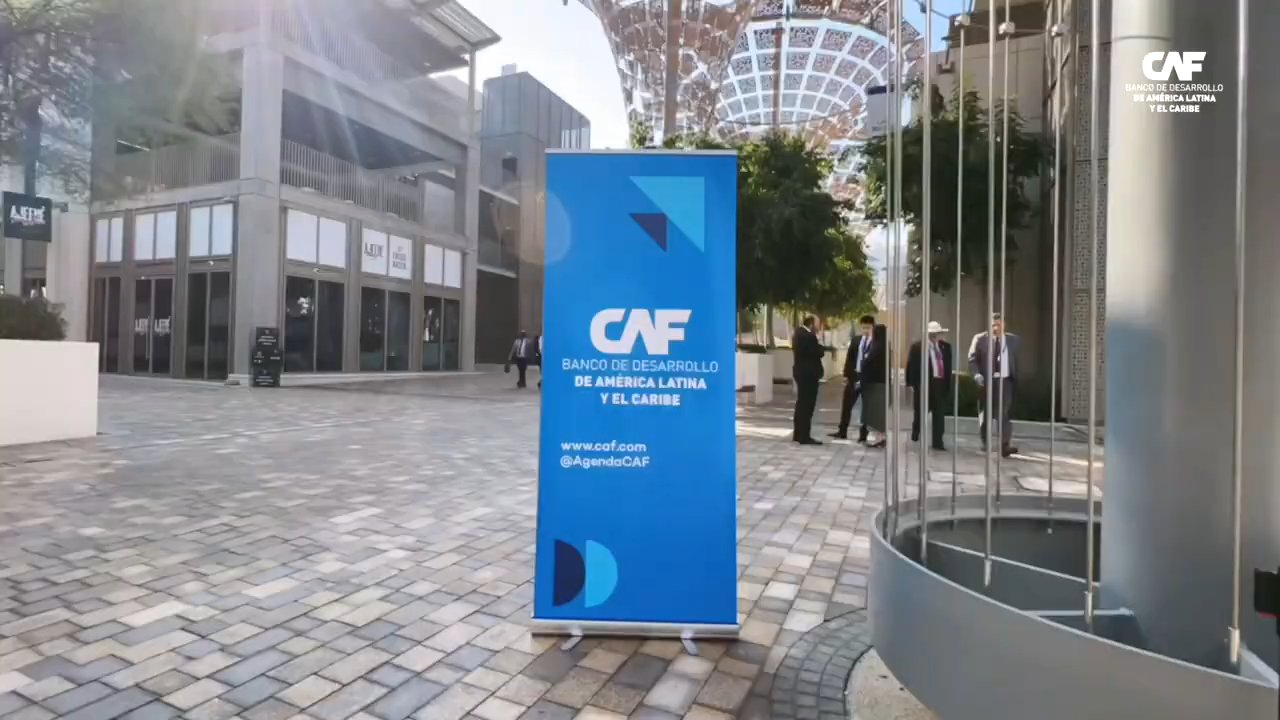 CAF
BANCO DE DESARROLLO
DE AMÉRICA LATINA
Y EL CARIBE
CAF
BANCO DE DESARROLLO
DE AMÉRICA LATINA
Y EL CARIBE
www.caf.com
@AgendaCAF